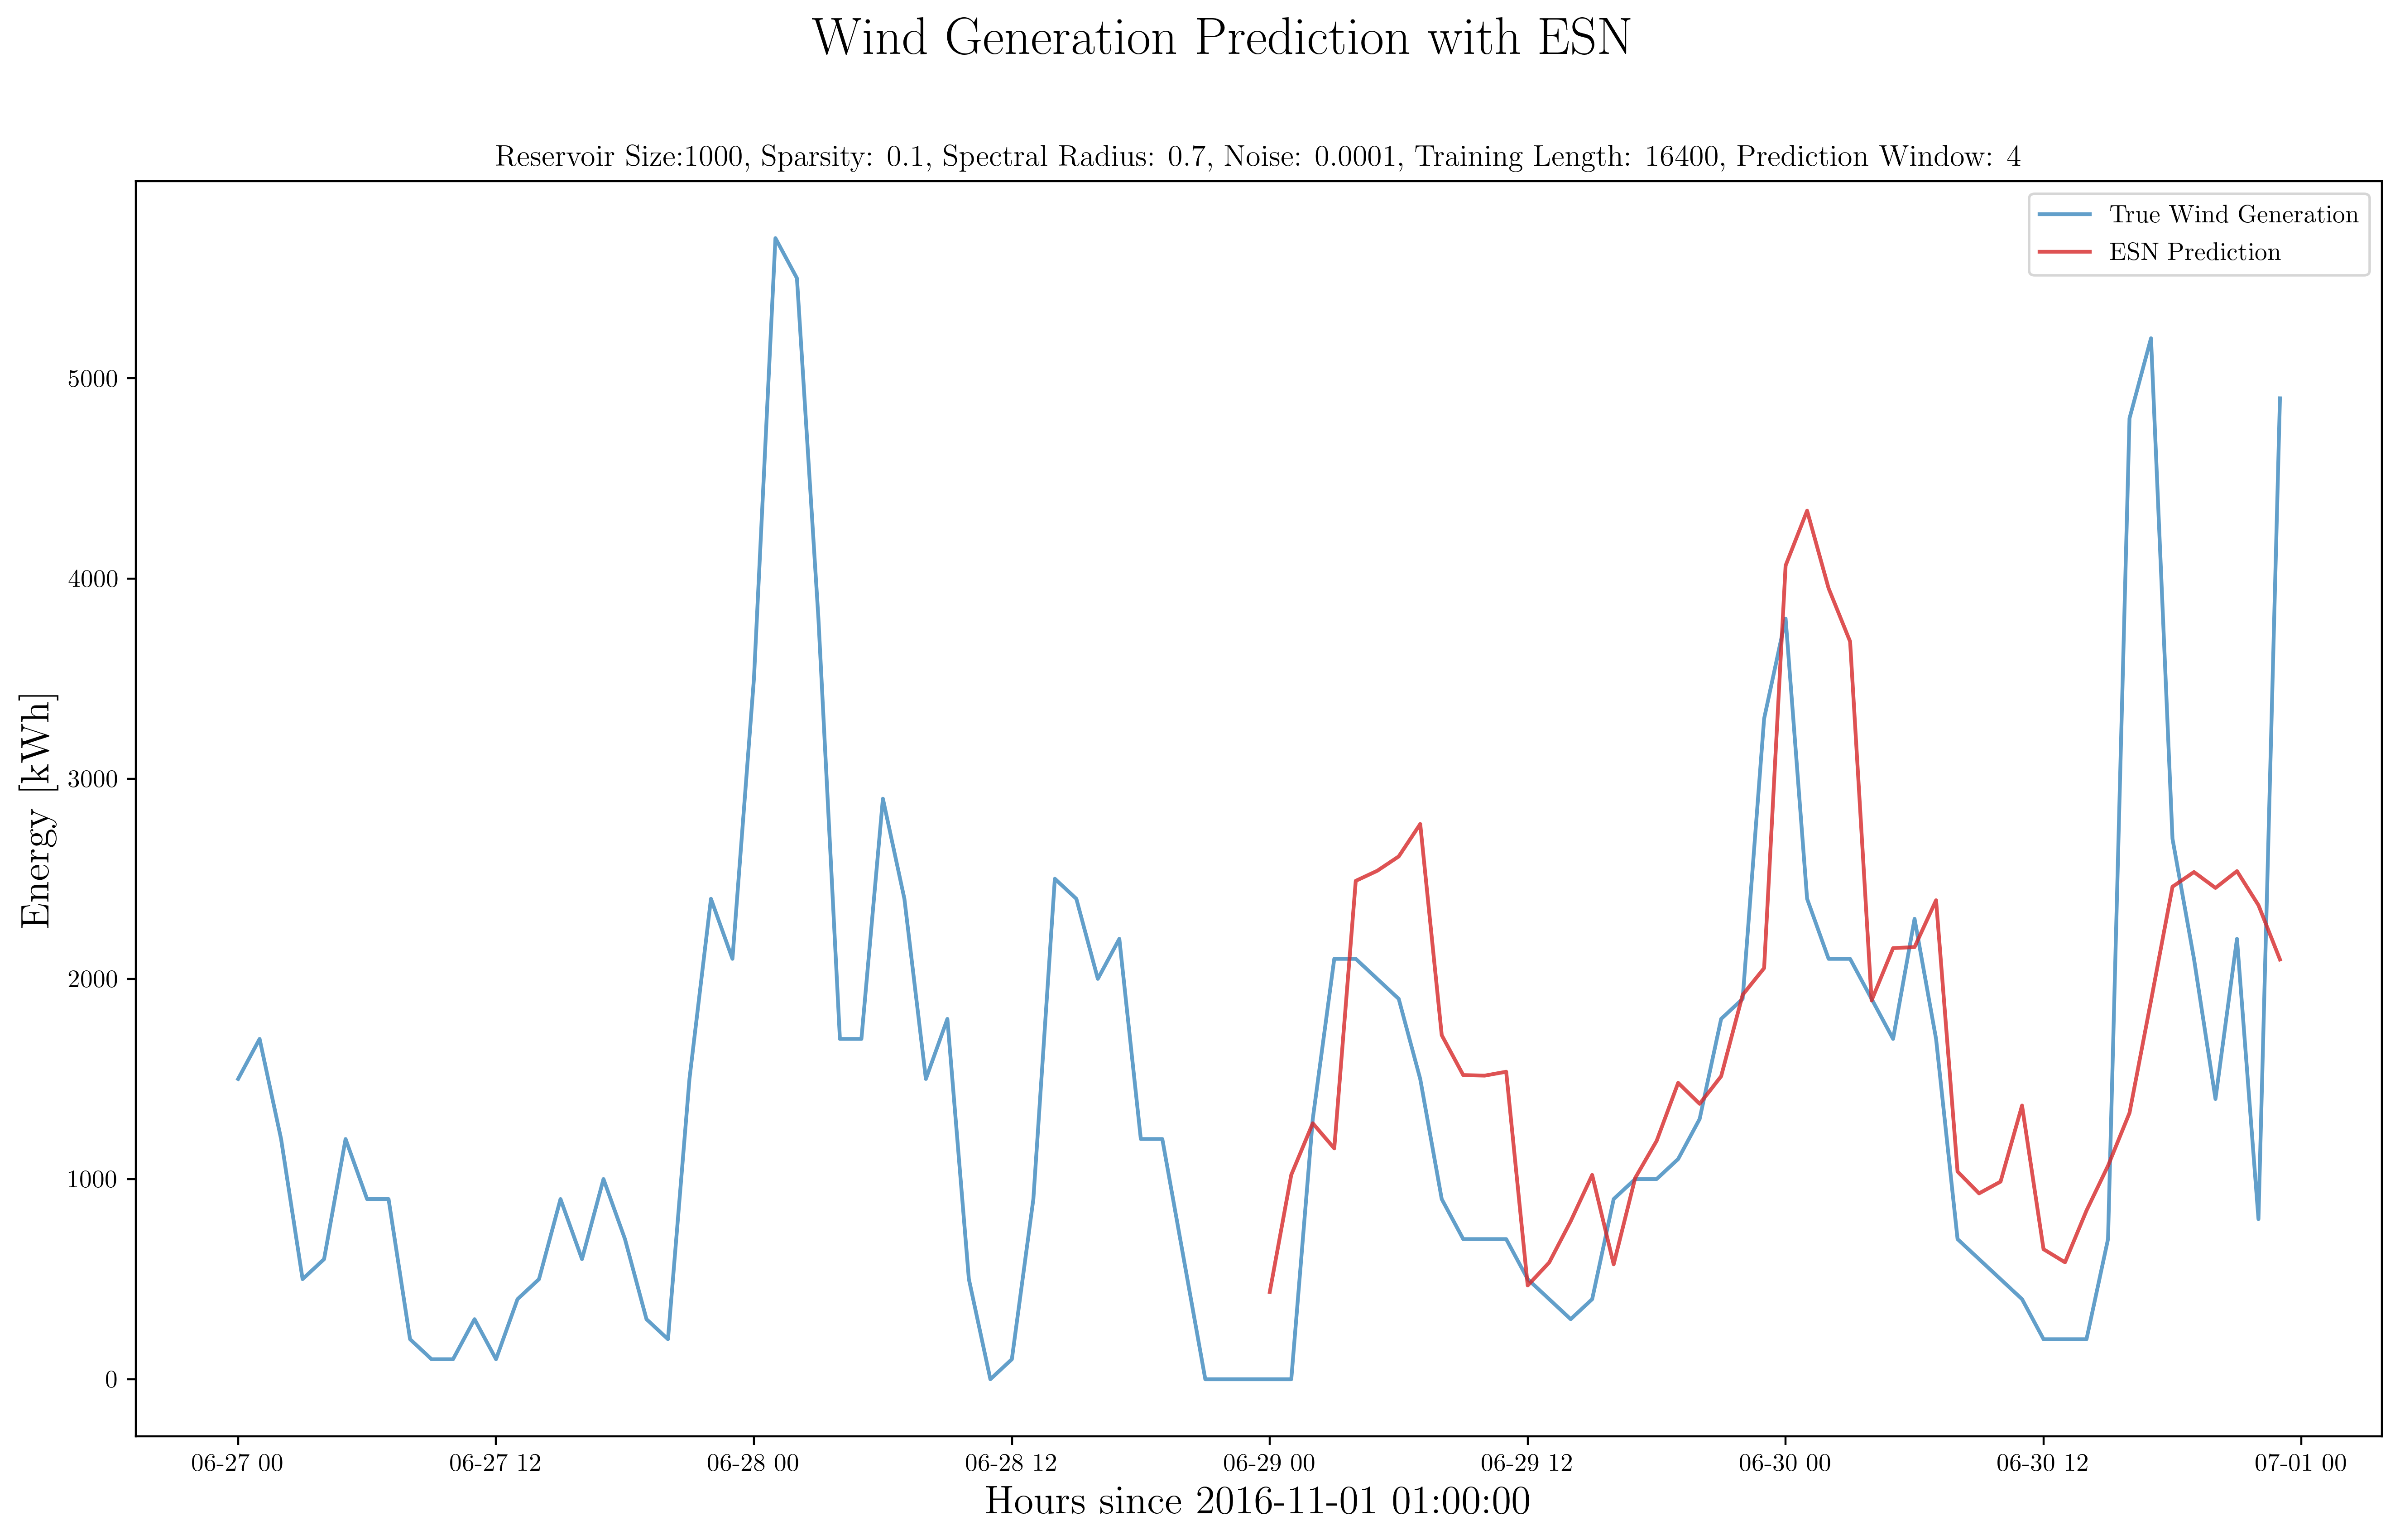 Wind Generation Prediction with ESN
Reservoir Size:1000, Sparsity: 0.1, Spectral Radius: 0.7, Noise: 0.0001, Training Length: 16400, Prediction Window: 4
True Wind Generation
ESN Prediction
Energy [kWh]
5000
4000
3000
2000
1000
0
06-27 00
06-27 12
06-28 00
06-28 12
06-29 00
06-29 12
06-30 00
06-30 12
07-01 00
Hours since 2016-11-01 01:00:00